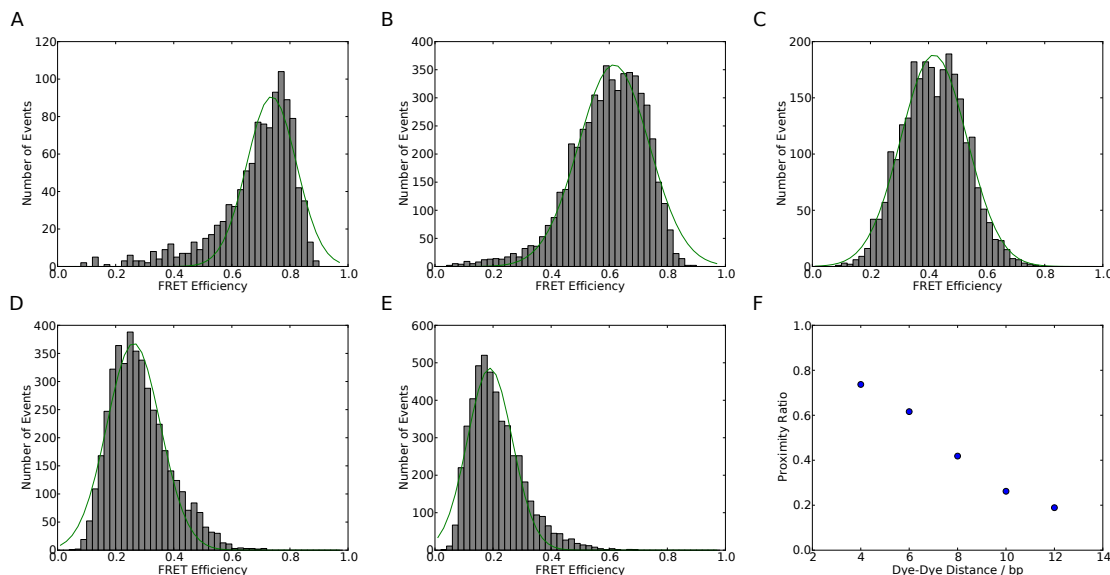 A
B
C
120
100
80
60
40
20
0
Number of Events
0.0 0.2 0.4 0.6 0.8 1.0
FRET Efficiency
400
350
300
250
200
150
100
50
0
Number of Events
0.0 0.2 0.4 0.6 0.8 1.0
FRET Efficiency
200
150
100
50
0
Number of Events
0.0 0.2 0.4 0.6 0.8 1.0
FRET Efficiency
D
E
F
400
350
300
250
200
150
100
50
0
Number of Events
0.0 0.2 0.4 0.6 0.8 1.0
FRET Efficiency
600
500
400
300
200
100
0
Number of Events
0.0 0.2 0.4 0.6 0.8 1.0
FRET Efficiency
1.0
0.8
0.6
0.4
0.2
0.0
Proximity Ratio
2 4 6 8 10 12 14
Dye-Dye Distance / bp